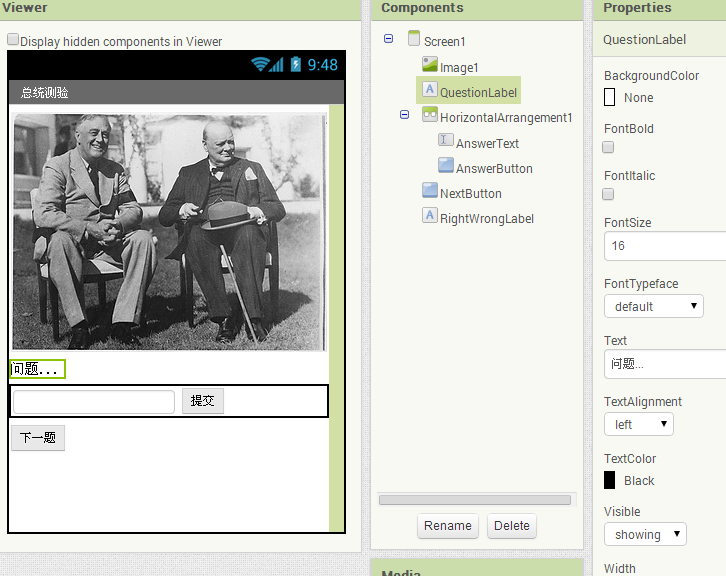 Viewer
Display hidden components in Viewer
9:48
总统测验
问题...
提交
下一题
Components
Screen1
Image1
QuestionLabel
HorizontalArrangement1
AnswerText
AnswerButton
NextButton
RightWrongLabel
Rename
Delete
Media
Properties
QuestionLabel
BackgroundColor
None
FontBold
FontItalic
FontSize
16
FontTypeface
default
Text
问题...
TextAlignment
left
TextColor
Black
Visible
showing
Width